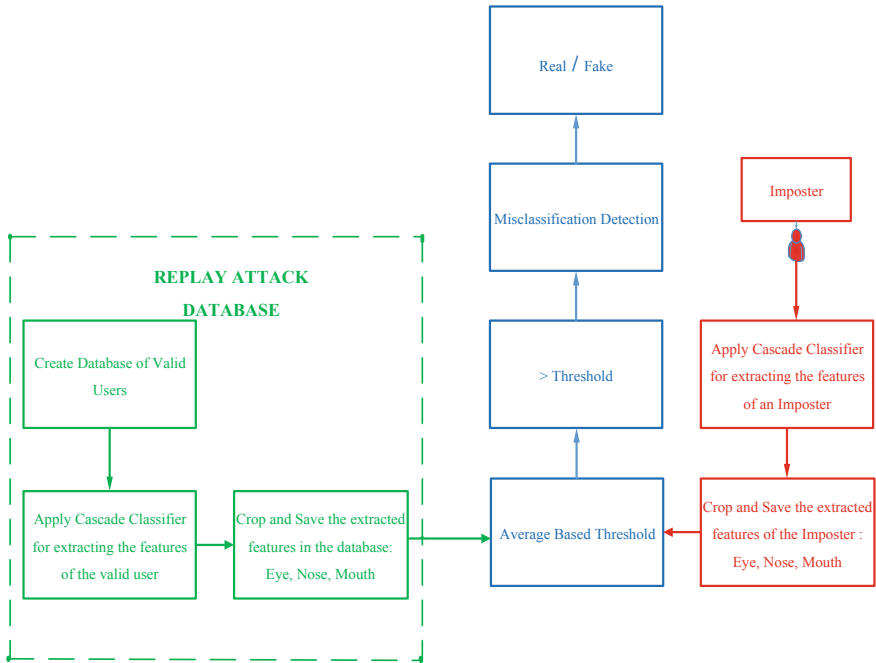 Real / Fake
Misclassification Detection
Imposter
REPLAY ATTACK
DATABASE
Create Database of Valid
Users
> Threshold
Apply Cascade Classifier
for extracting the features
of an Imposter
Apply Cascade Classifier
for extracting the features
of the valid user
Crop and Save the extracted
features in the database:
Eye, Nose, Mouth
Average Based Threshold
Crop and Save the extracted
features of the Imposter :
Eye, Nose, Mouth